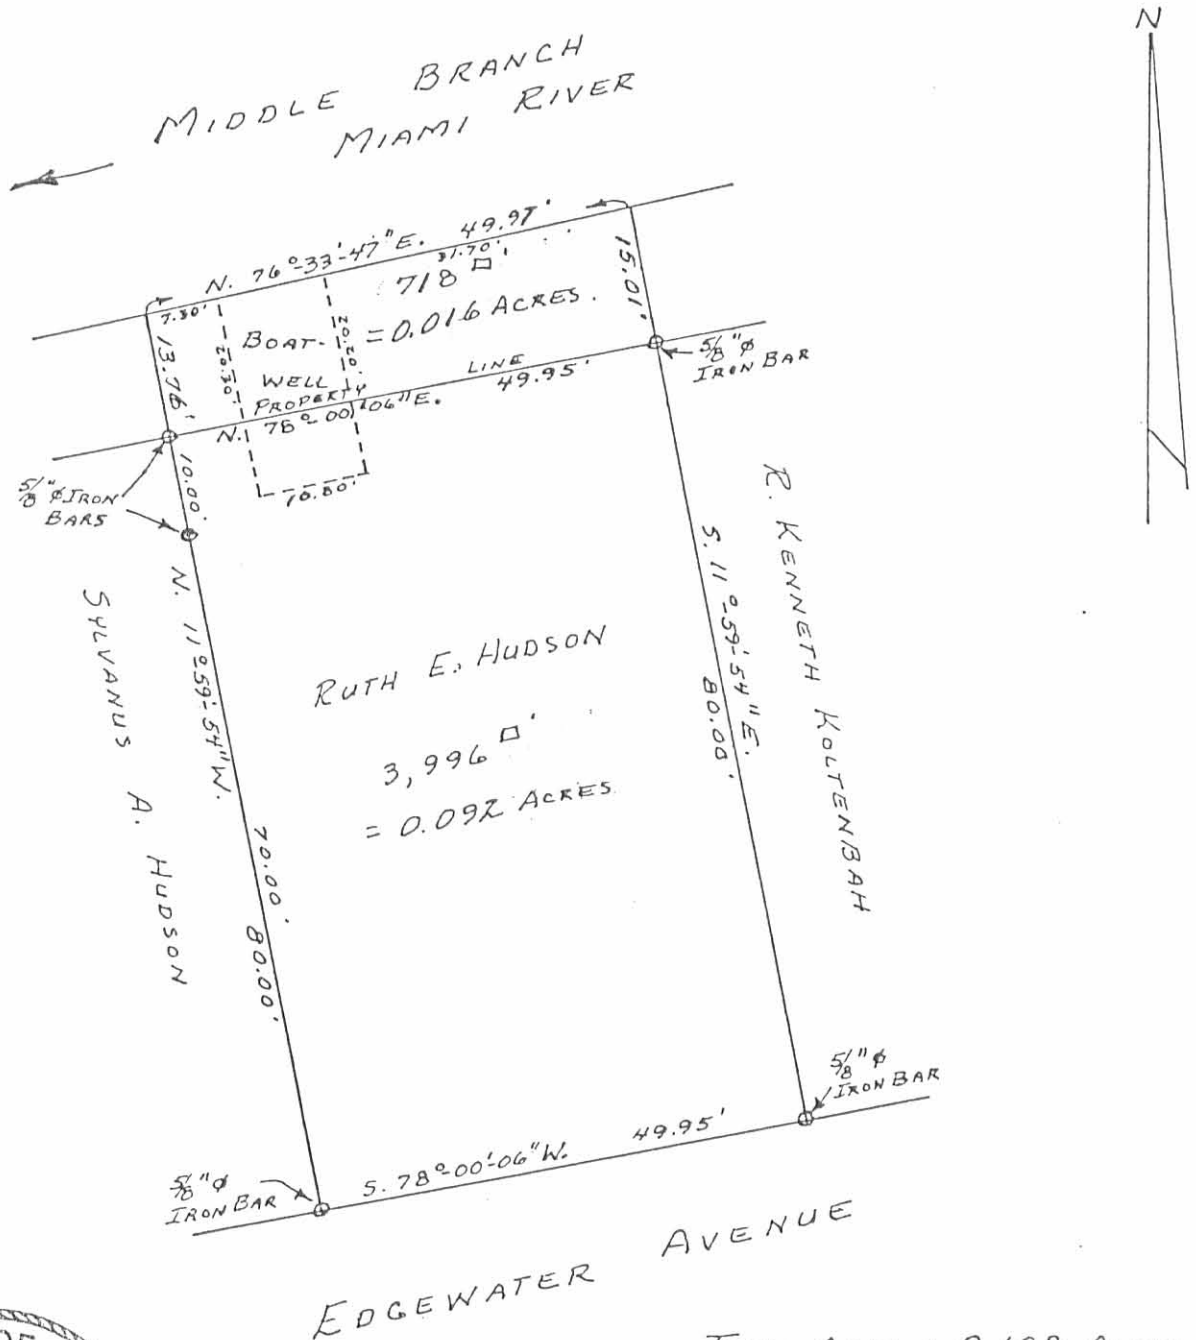 N
MIDDLE BRANCH
MIAMI RIVER
N. 76°-33'-47"E. 49.97'
7.30'
31.70'
718 □'
= 0.016 ACRES.
15.01'
13.76'
20.30'
20.20'
BOAT-
WELL
PROPERTY LINE
N. 78°-00'-06"E. 49.95'
5/8"ø
IRON BAR
10.80'
10.00'
5/8"ø IRON
BARS
N. 11°-59'-54"W. 70.00'
80.00'
SYLVANUS A. HUDSON
RUTH E. HUDSON
3,996 □'
= 0.092 ACRES
S. 11°-59'-54"E.
80.00'
R. KENNETH KOLTENBAH
5/8"ø
IRON BAR
S. 78°-00'-06"W. 49.95'
5/8"ø
IRON BAR
EDGEWATER AVENUE